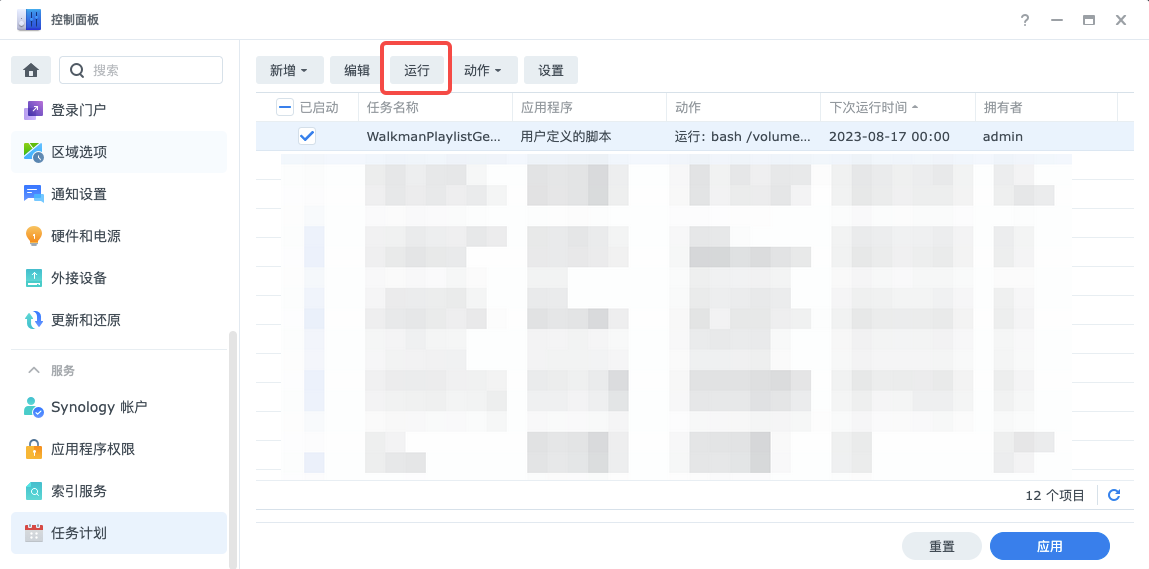 控制面板
搜索
登录门户
区域选项
通知设置
硬件和电源
外接设备
更新和还原
服务
Synology 帐户
应用程序权限
索引服务
任务计划
新增 编辑 运行 动作 设置
已启动 任务名称 应用程序 动作 下次运行时间 拥有者
WalkmanPlaylistGe... 用户定义的脚本 运行: bash /volume... 2023-08-17 00:00 admin
12 个项目
重置 应用